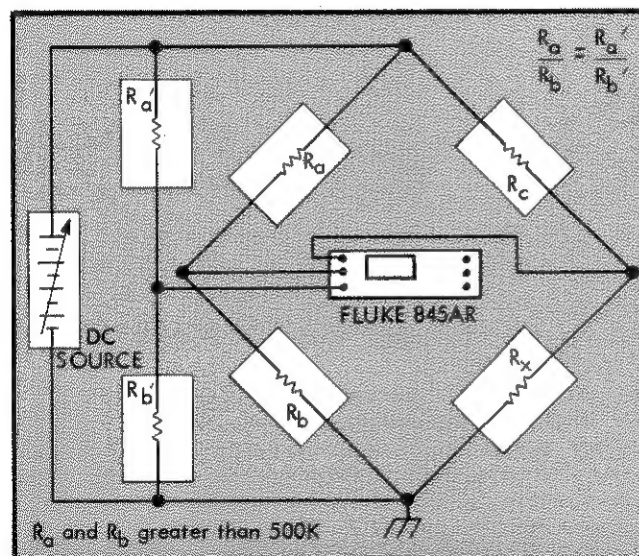 Ra/Rb = Ra'/Rb'
Ra'
Ra
Rc
FLUKE 845AR
DC
SOURCE
Rb'
Rb
Rx
Ra and Rb greater than 500K